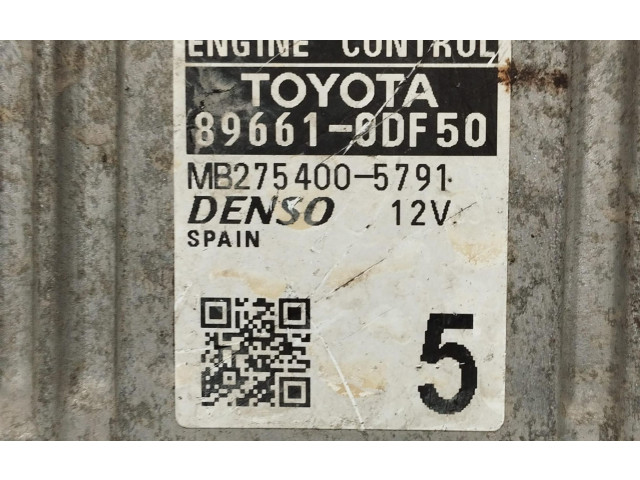 ENGINE CONTROL
TOYOTA
89661-0DF50
MB275400-5791
DENSO 12V
SPAIN
5